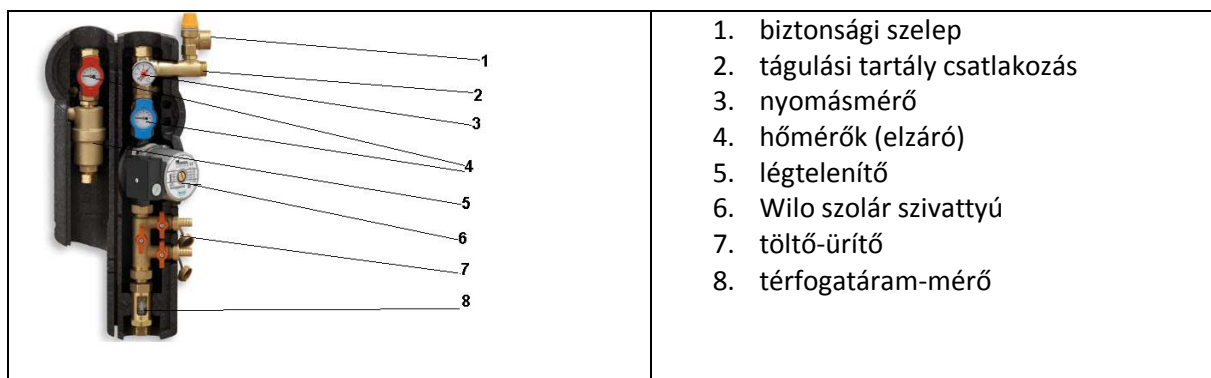 1
2
3
4
5
6
7
8
1. biztonsági szelep
2. tágulási tartály csatlakozás
3. nyomásmérő
4. hőmérők (elzáró)
5. légtelenítő
6. Wilo szolár szivattyú
7. töltő-ürítő
8. térfogatáram-mérő